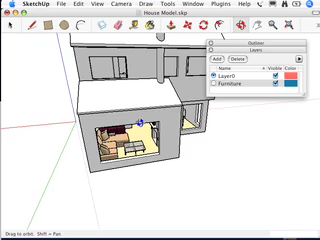 SketchUp File Edit View Camera Draw Tools Window Plugins Help
House Model.skp
Outliner
Layers
Add Delete
Name Visible Color
Layer0
Furniture
Drag to orbit. Shift = Pan